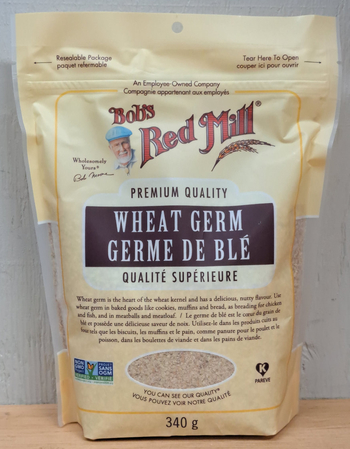 Resealable Package
paquet refermable
Tear Here To Open
couper ici pour ouvrir
An Employee-Owned Company
Compagnie appartenant aux employés
Bob's
Red Mill®
Wholesomely
Yours®
Bob Moore
PREMIUM QUALITY
WHEAT GERM
GERME DE BLÉ
QUALITÉ SUPÉRIEURE
Wheat germ is the heart of the wheat kernel and has a delicious, nutty flavour. Use
wheat germ in baked goods like cookies, muffins and bread, as breading for chicken
and fish, and in meatballs and meatloaf. / Le germe de blé est le cœur du grain de
blé et possède une délicieuse saveur de noix. Utilisez-le dans les produits cuits au
four tels que les biscuits, les muffins et le pain, comme panure pour le poulet et le
poisson, dans les boulettes de viande et dans les pains de viande.
NON
GMO
SANS
OGM
K
PAREVE
YOU CAN SEE OUR QUALITY®
VOUS POUVEZ VOIR NOTRE QUALITÉ
340 g